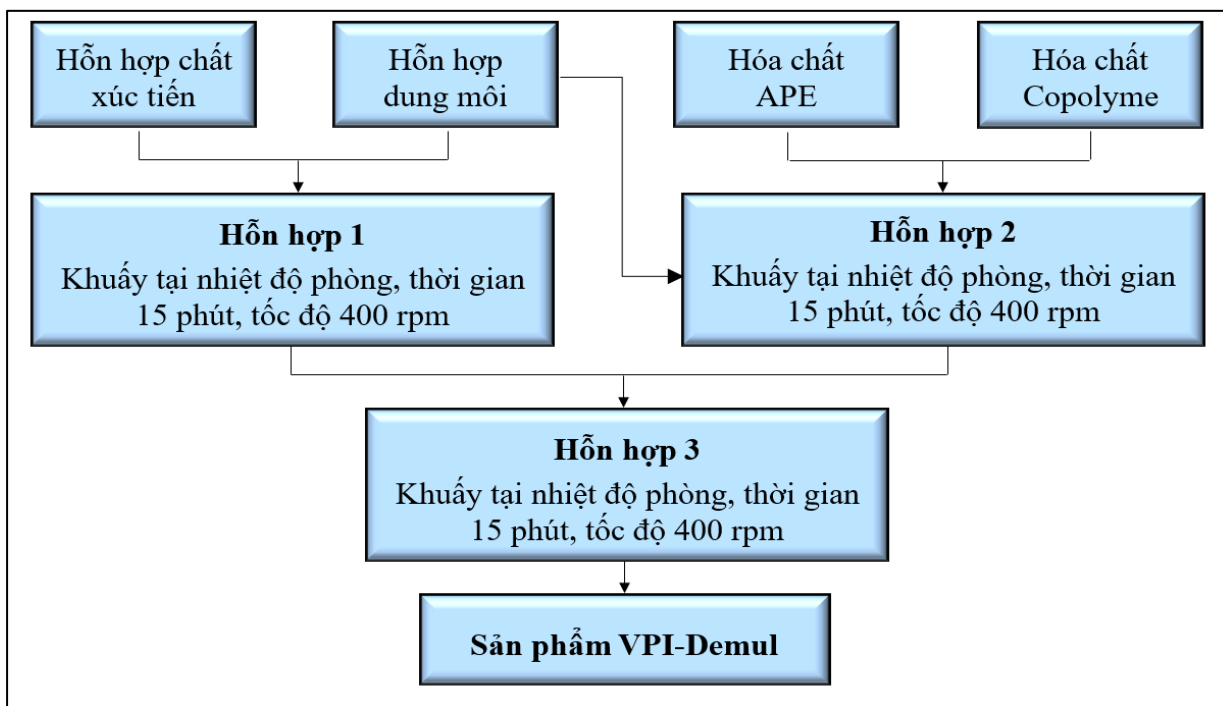 Hỗn hợp chất
xúc tiến
Hỗn hợp
dung môi
Hóa chất
APE
Hóa chất
Copolyme
Hỗn hợp 1
Khuấy tại nhiệt độ phòng, thời gian
15 phút, tốc độ 400 rpm
Hỗn hợp 2
Khuấy tại nhiệt độ phòng, thời gian
15 phút, tốc độ 400 rpm
Hỗn hợp 3
Khuấy tại nhiệt độ phòng, thời gian
15 phút, tốc độ 400 rpm
Sản phẩm VPI-Demul